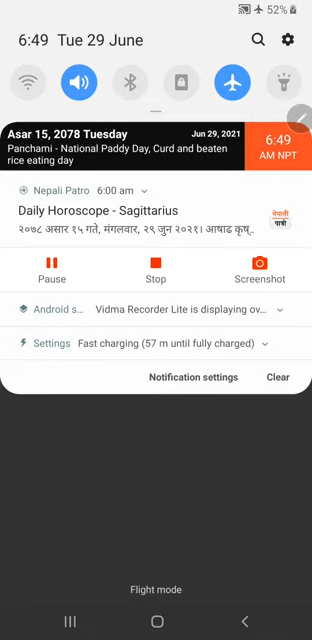 52%
6:49 Tue 29 June
Asar 15, 2078 Tuesday
Jun 29, 2021
Panchami - National Paddy Day, Curd and beaten
rice eating day
6:49
AM NPT
Nepali Patro 6:00 am
Daily Horoscope - Sagittarius
२०७८ असार १५ गते, मंगलवार, २९ जुन २०२१। आषाढ कृष्..
नेपाली
पात्रो
Pause
Stop
Screenshot
Android s... Vidma Recorder Lite is displaying ov...
Settings Fast charging (57 m until fully charged)
Notification settings
Clear
Flight mode